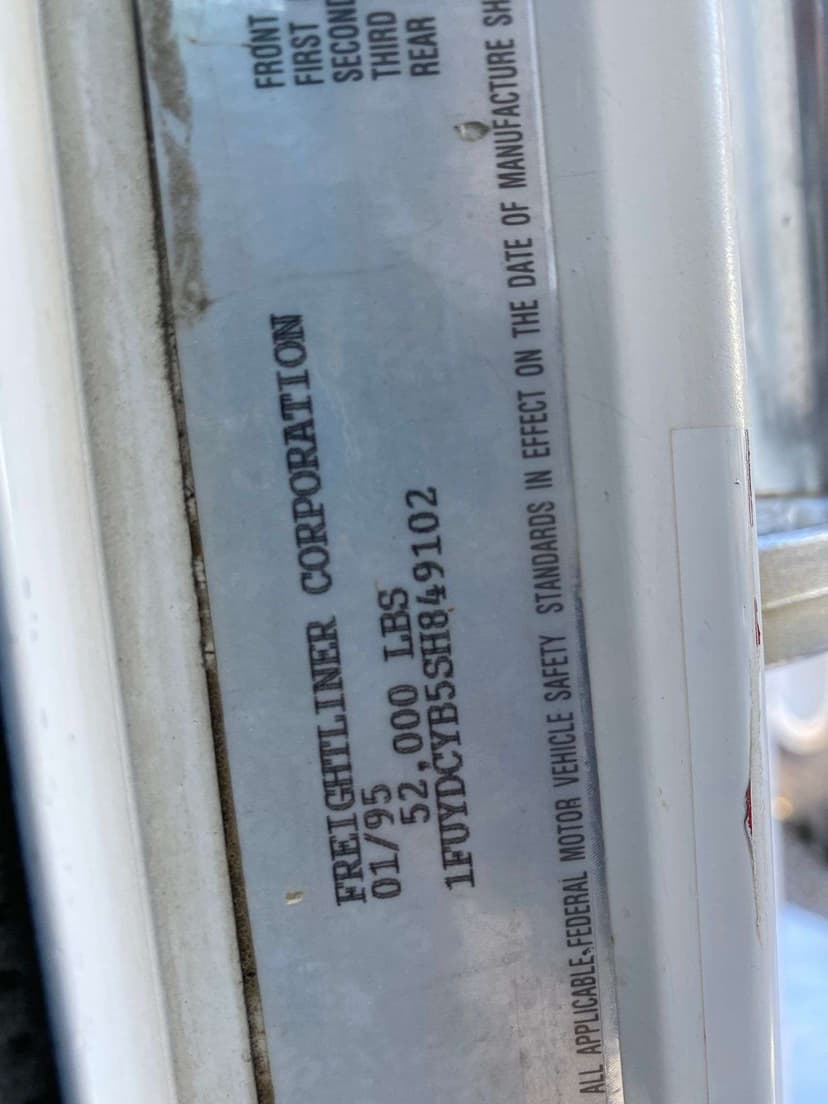 FREIGHTLINER CORPORATION
01/95
52,000 LBS
1FUYDCYB5SH849102
FRONT
FIRST
SECOND
THIRD
REAR
ALL APPLICABLE FEDERAL MOTOR VEHICLE SAFETY STANDARDS IN EFFECT ON THE DATE OF MANUFACTURE SH